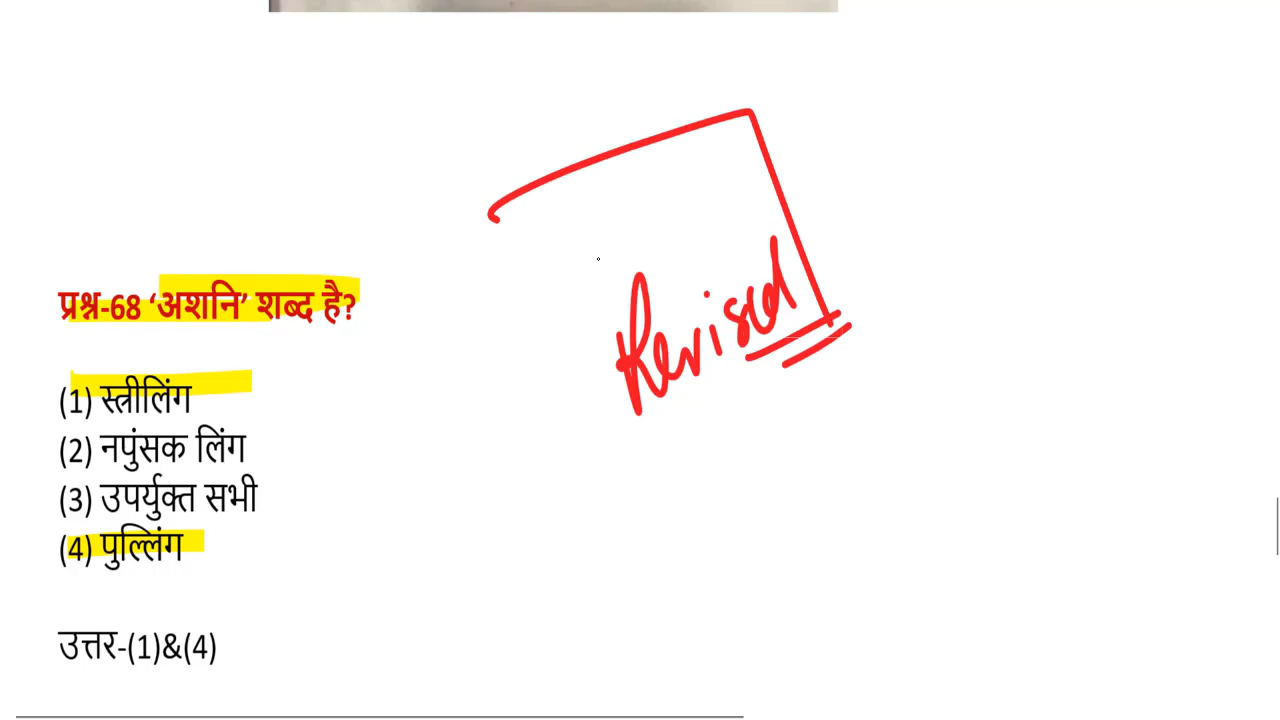 Revised
प्रश्न-68 ‘अशनि’ शब्द है?
(1) स्त्रीलिंग
(2) नपुंसक लिंग
(3) उपर्युक्त सभी
(4) पुल्लिंग
उत्तर-(1)&(4)